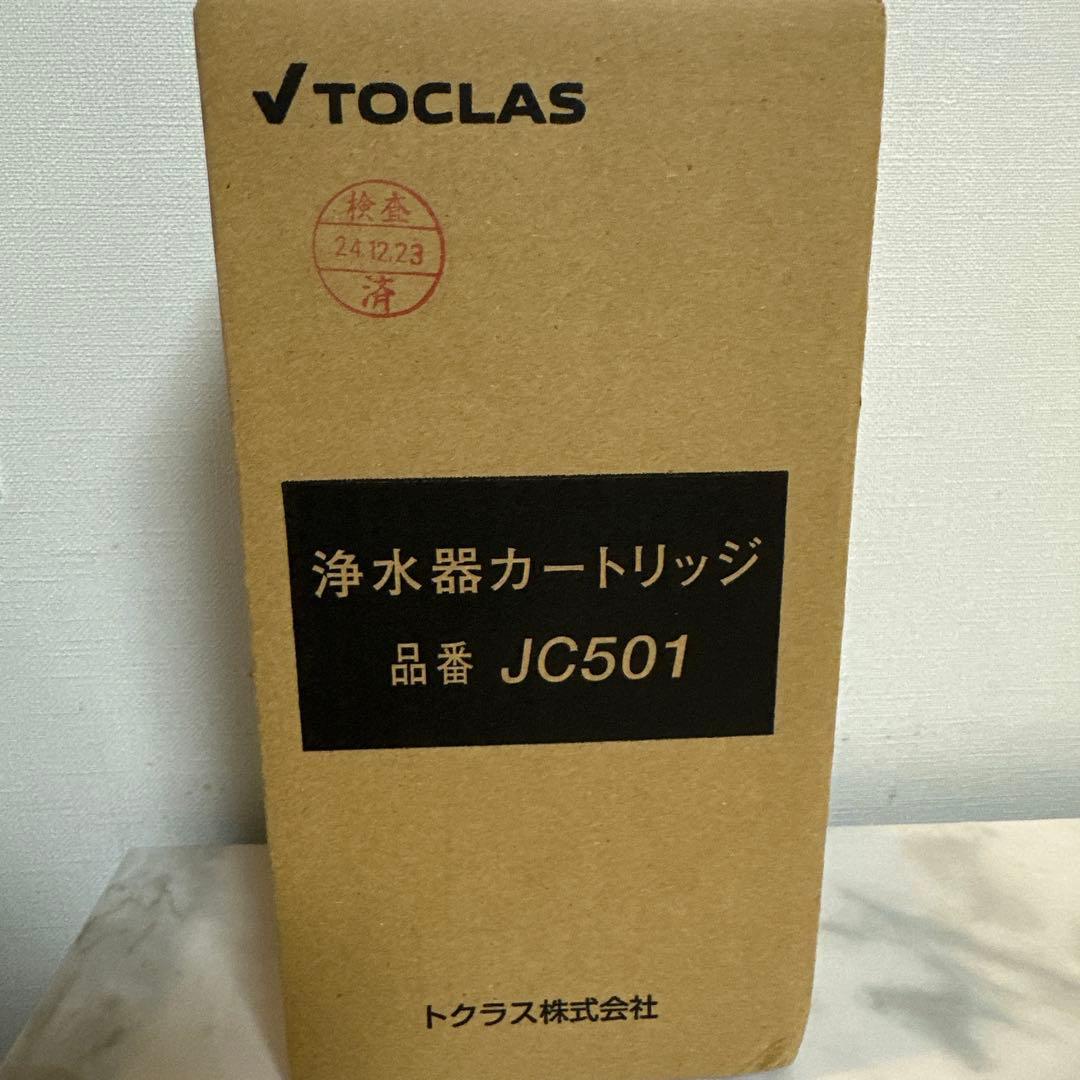 TOCLAS
検査
24.12.23
済
浄水器カートリッジ
品番 JC501
トクラス株式会社